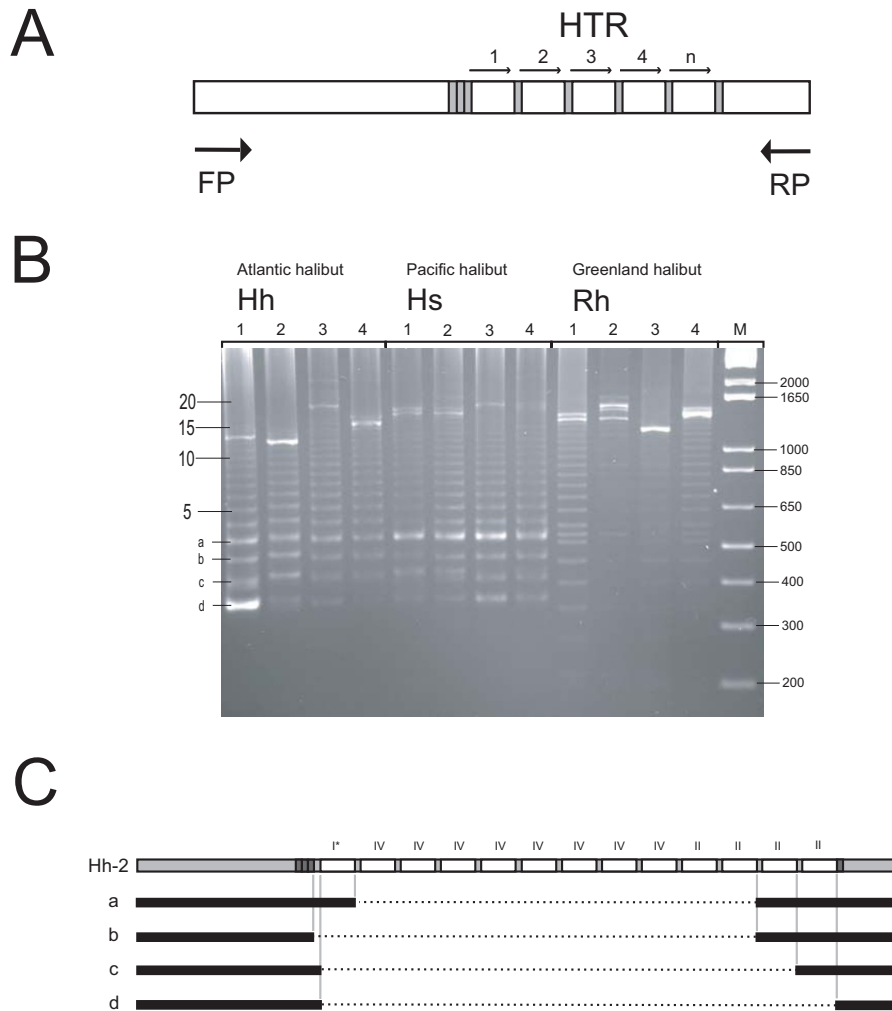 A
HTR
1 2 3 4 n
FP RP
B
Atlantic halibut Pacific halibut Greenland halibut
Hh Hs Rh
1 2 3 4 1 2 3 4 1 2 3 4 M
2000
20
1650
15
10
1000
850
5
650
a
500
b
c
400
d
300
200
C
I* IV IV IV IV IV IV IV IV II II II II
Hh-2
a
b
c
d